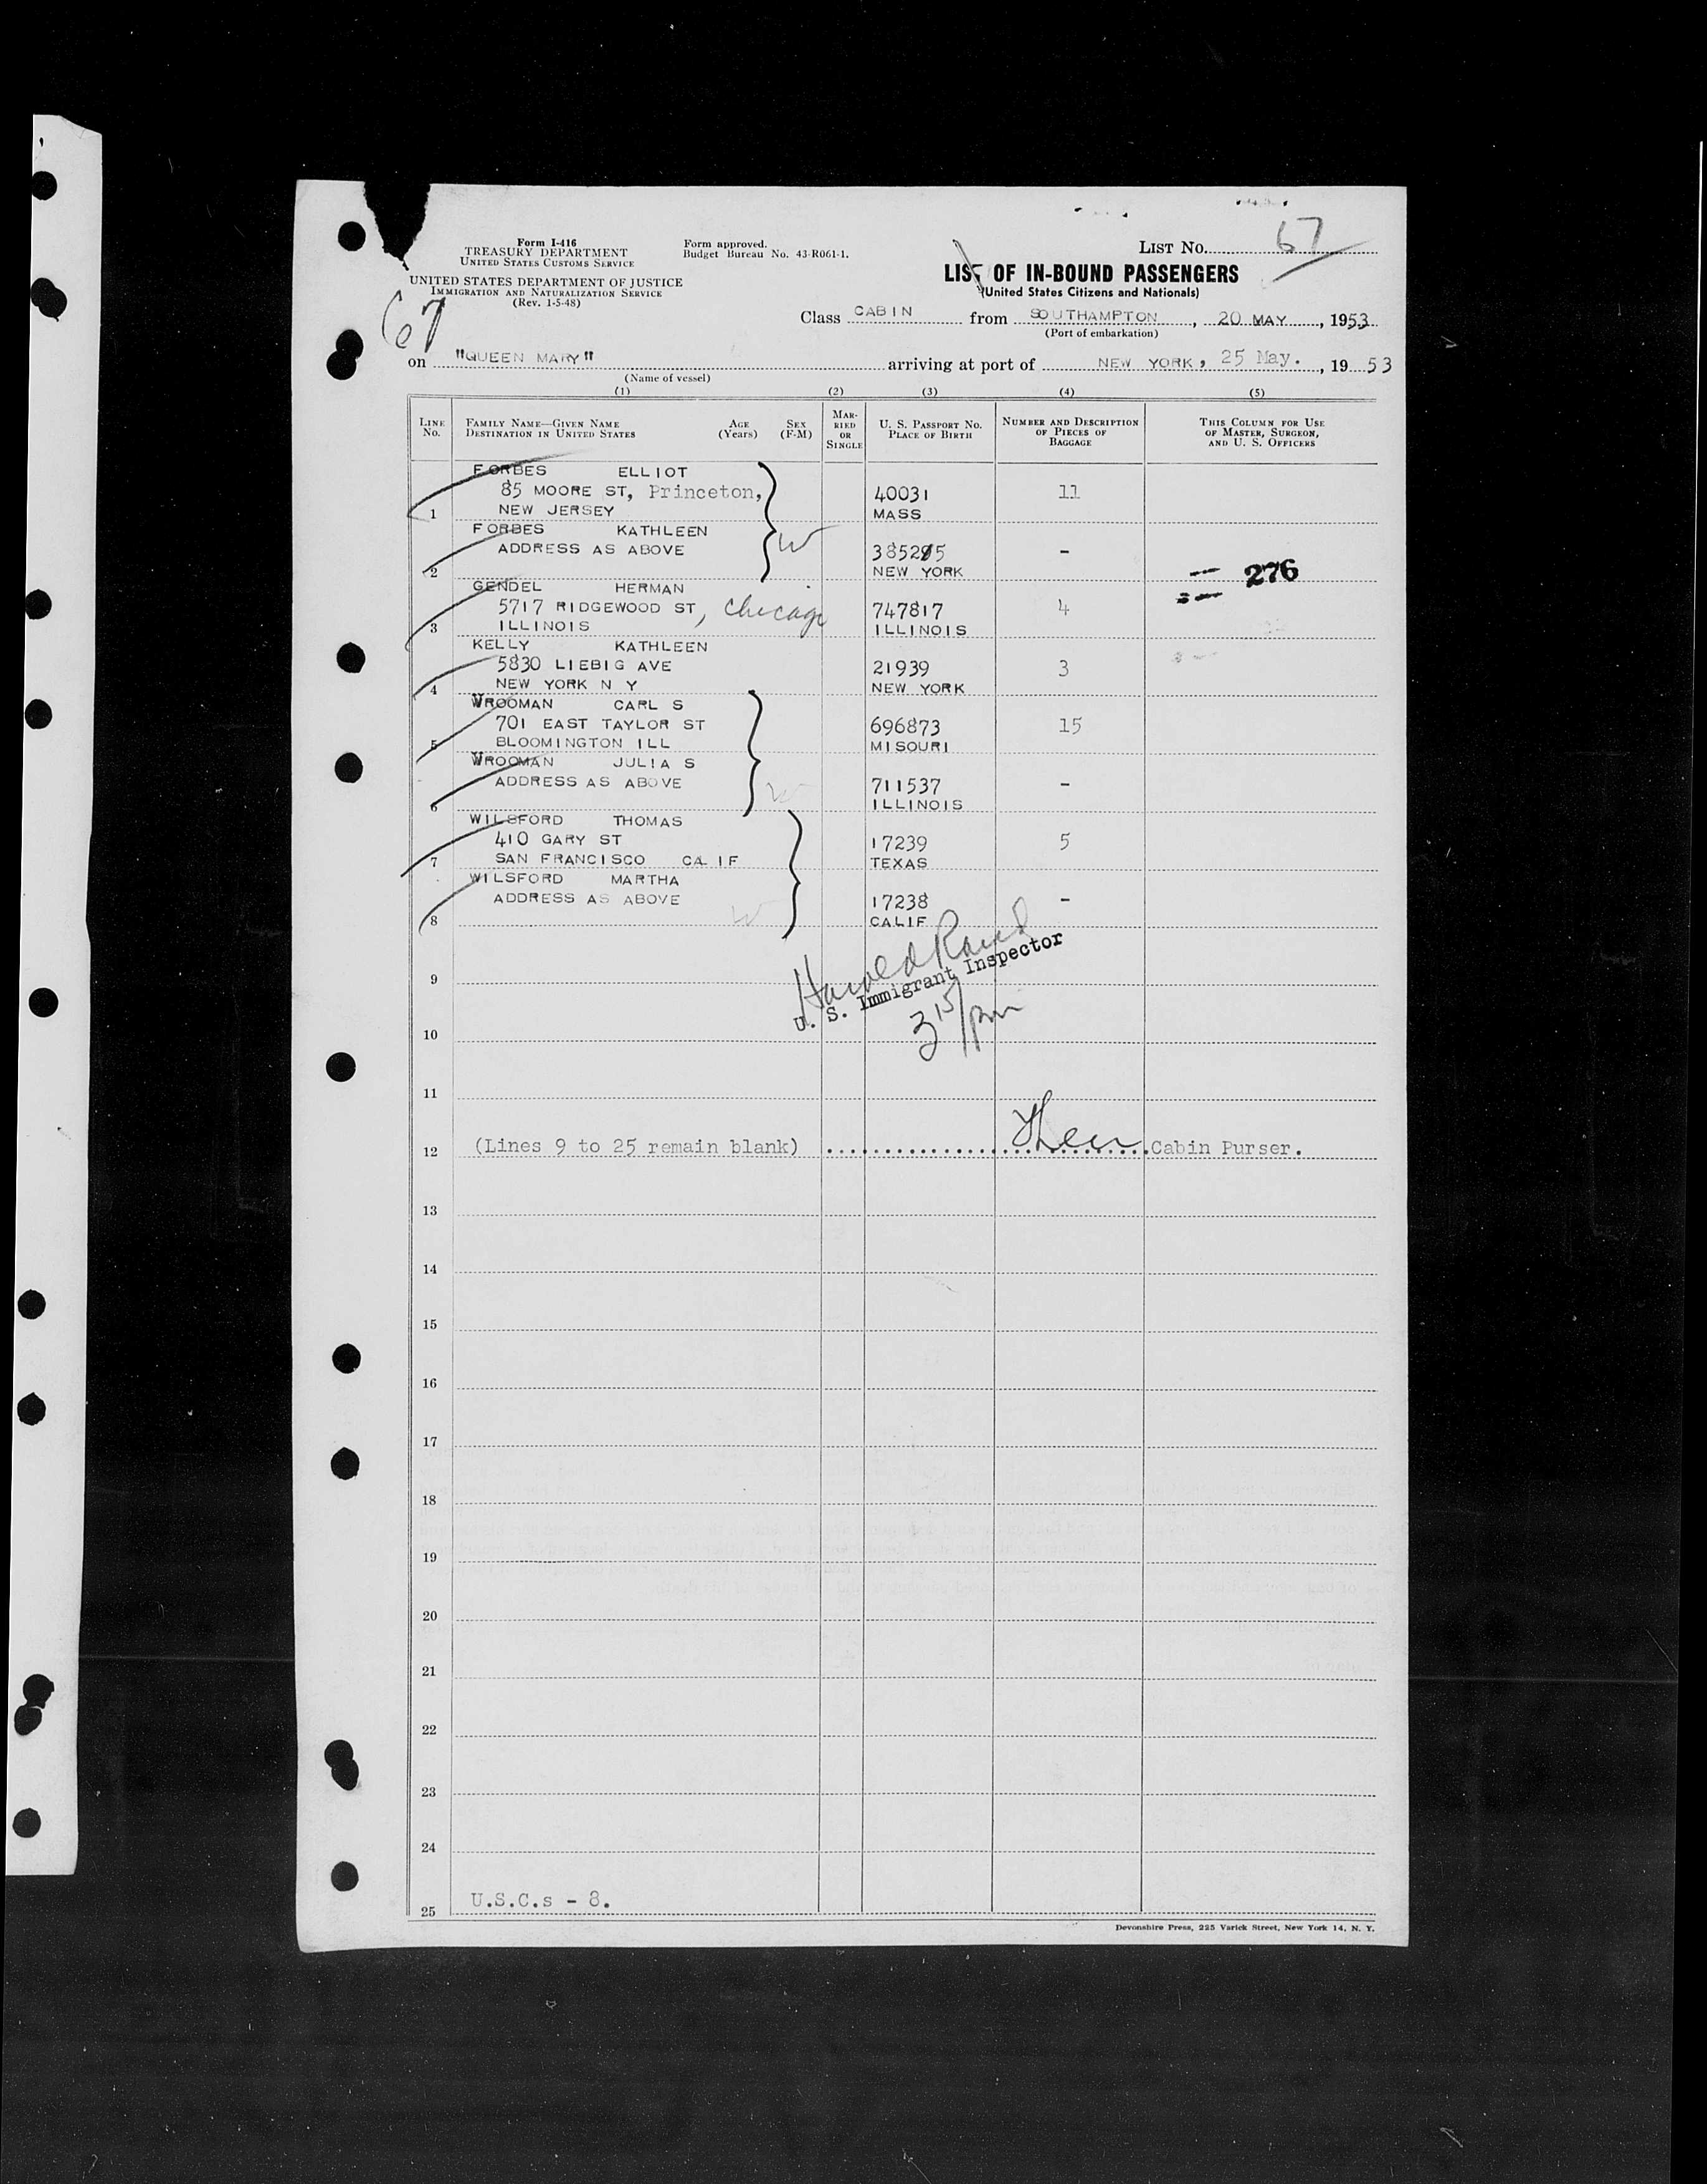 Form I-416
TREASURY DEPARTMENT
UNITED STATES CUSTOMS SERVICE
UNITED STATES DEPARTMENT OF JUSTICE
IMMIGRATION AND NATURALIZATION SERVICE
(Rev. 1-5-48)
Form approved.
Budget Bureau No. 43-R061-1.
LIST No. 67
LIST OF IN-BOUND PASSENGERS
(United States Citizens and Nationals)
67
Class CABIN from SOUTHAMPTON, 20 MAY, 1953
(Port of embarkation)
on "QUEEN MARY" arriving at port of NEW YORK, 25 May., 1953
(Name of vessel)
(1) (2) (3) (4) (5)
LINE No.
FAMILY NAME—GIVEN NAME
DESTINATION IN UNITED STATES
AGE (Years)
SEX (F-M)
MARRIED OR SINGLE
U. S. PASSPORT NO.
PLACE OF BIRTH
NUMBER AND DESCRIPTION OF PIECES OF BAGGAGE
THIS COLUMN FOR USE OF MASTER, SURGEON, AND U. S. OFFICERS
FORBES ELLIOT
85 MOORE ST, Princeton, 40031 11
1 NEW JERSEY MASS
FORBES KATHLEEN
ADDRESS AS ABOVE W 385285 -
2 NEW YORK
276
GENDEL HERMAN
5717 RIDGEWOOD ST, Chicago 747817 4
3 ILLINOIS ILLINOIS
KELLY KATHLEEN
5830 LIEBIG AVE 21939 3
4 NEW YORK N Y NEW YORK
VROOMAN CARL S
701 EAST TAYLOR ST 696873 15
5 BLOOMINGTON ILL MISOURI
VROOMAN JULIA S
ADDRESS AS ABOVE W 711537 -
6 ILLINOIS
WILSFORD THOMAS
410 GARY ST 17239 5
7 SAN FRANCISCO CALIF TEXAS
WILSFORD MARTHA
ADDRESS AS ABOVE W 17238 -
8 CALIF
Harold
U. S. Immigrant Inspector
9
3 15/pm
10
11
12 (Lines 9 to 25 remain blank) Cabin Purser.
13
14
15
16
17
18
19
20
21
22
23
24
25 U.S.C.s - 8.
Devonshire Press, 225 Varick Street, New York 14, N. Y.